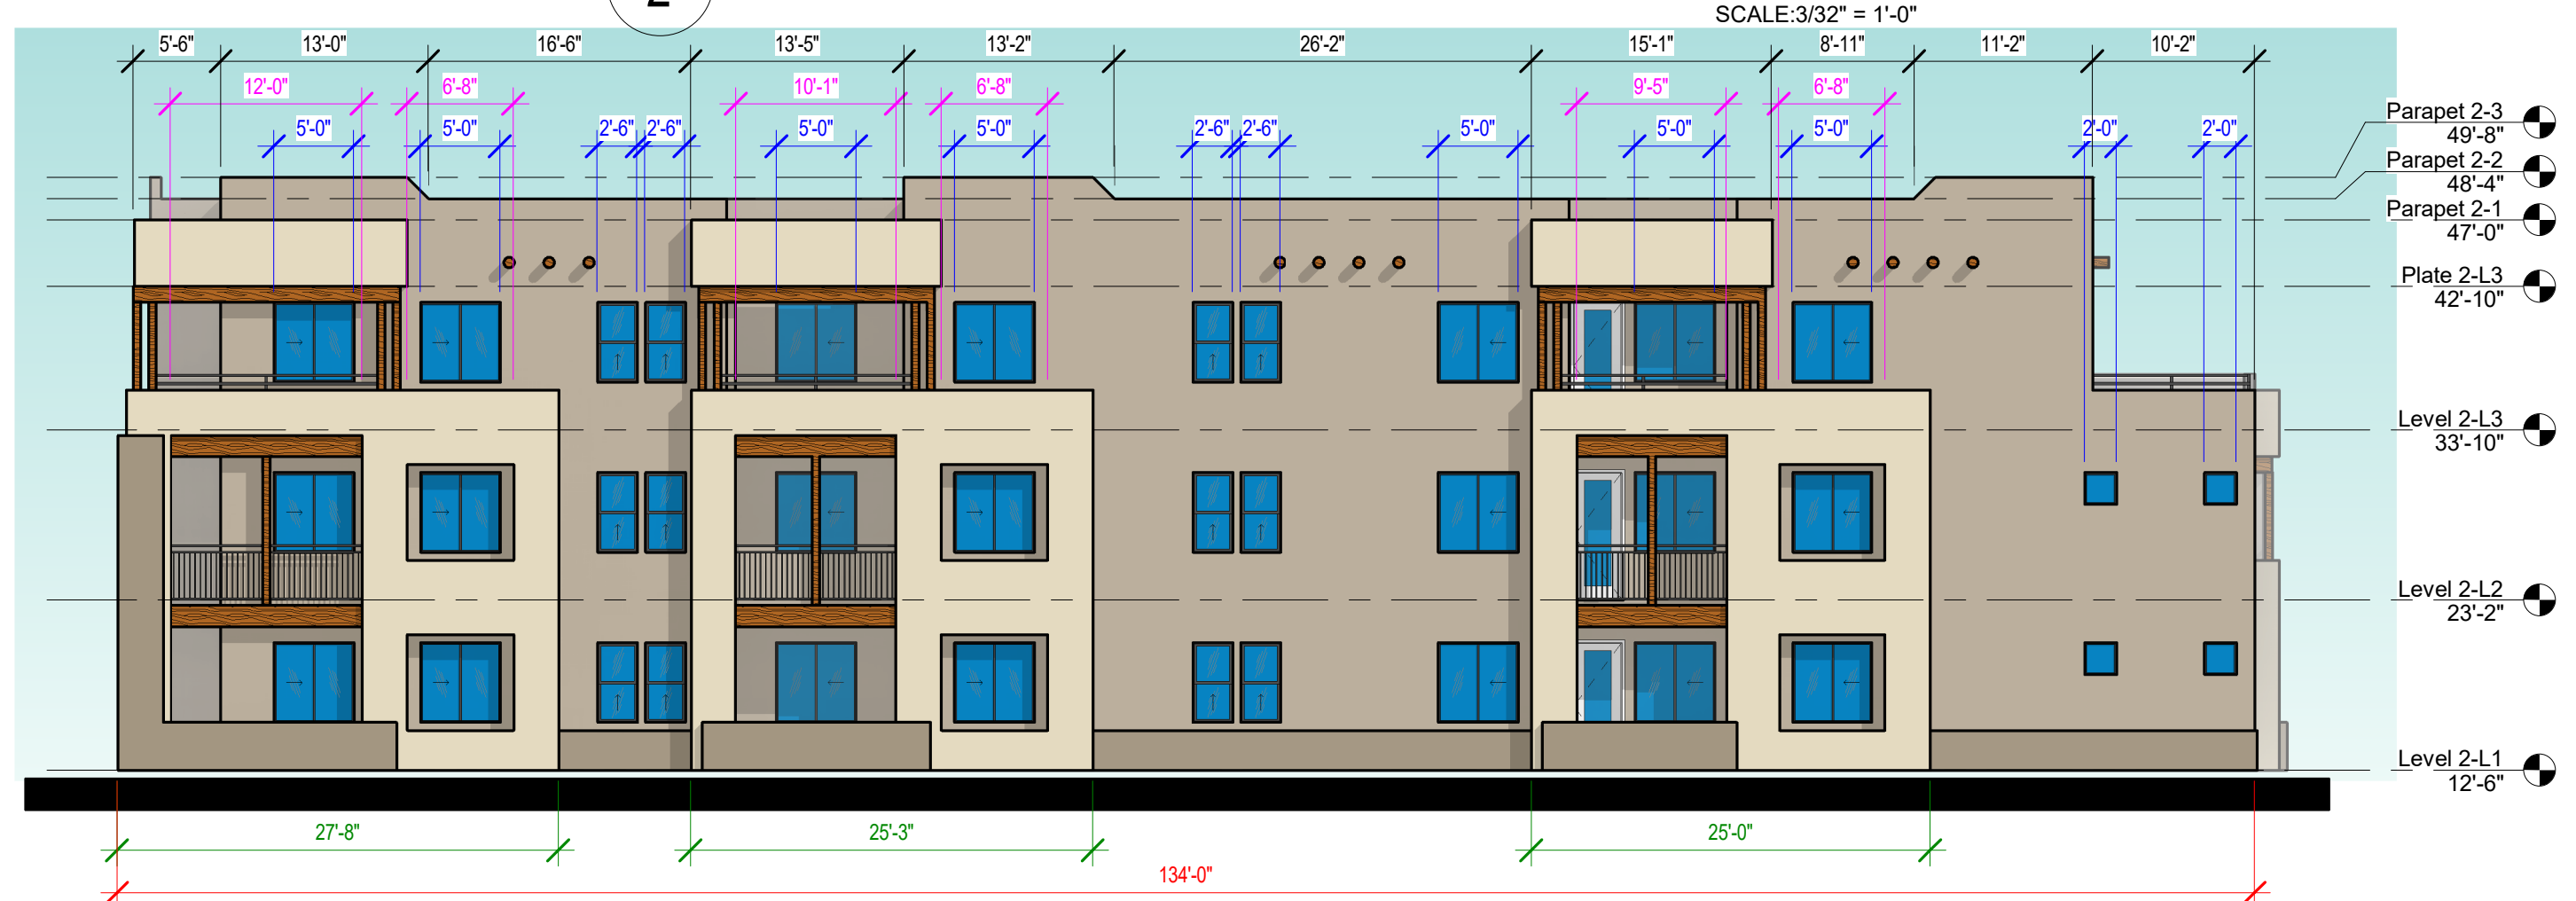 2
SCALE:3/32" = 1'-0"
5'-6" 13'-0" 16'-6" 13'-5" 13'-2" 26'-2" 15'-1" 8'-11" 11'-2" 10'-2"
12'-0" 6'-8" 10'-1" 6'-8" 9'-5" 6'-8"
5'-0" 5'-0" 2'-6" 2'-6" 5'-0" 5'-0" 2'-6" 2'-6" 5'-0" 5'-0" 5'-0" 2'-0" 2'-0"
Parapet 2-3
49'-8"
Parapet 2-2
48'-4"
Parapet 2-1
47'-0"
Plate 2-L3
42'-10"
Level 2-L3
33'-10"
Level 2-L2
23'-2"
Level 2-L1
12'-6"
27'-8" 25'-3" 25'-0"
134'-0"